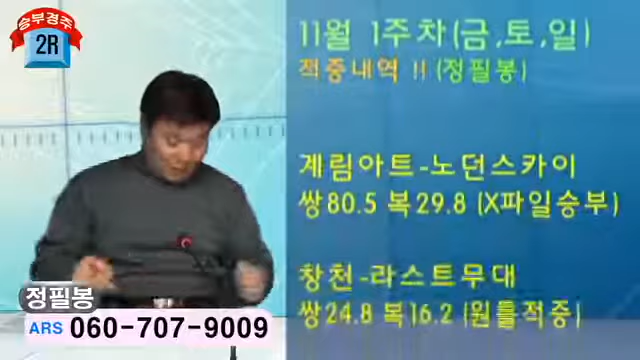 승부경주
2R
11월 1주차(금,토,일)
적중내역 !! (정필봉)
계림아트-노던스카이
쌍80.5 복29.8 (X파일승부)
창천-라스트무대
쌍24.8 복16.2 (원틀적중)
정필봉
ARS 060-707-9009